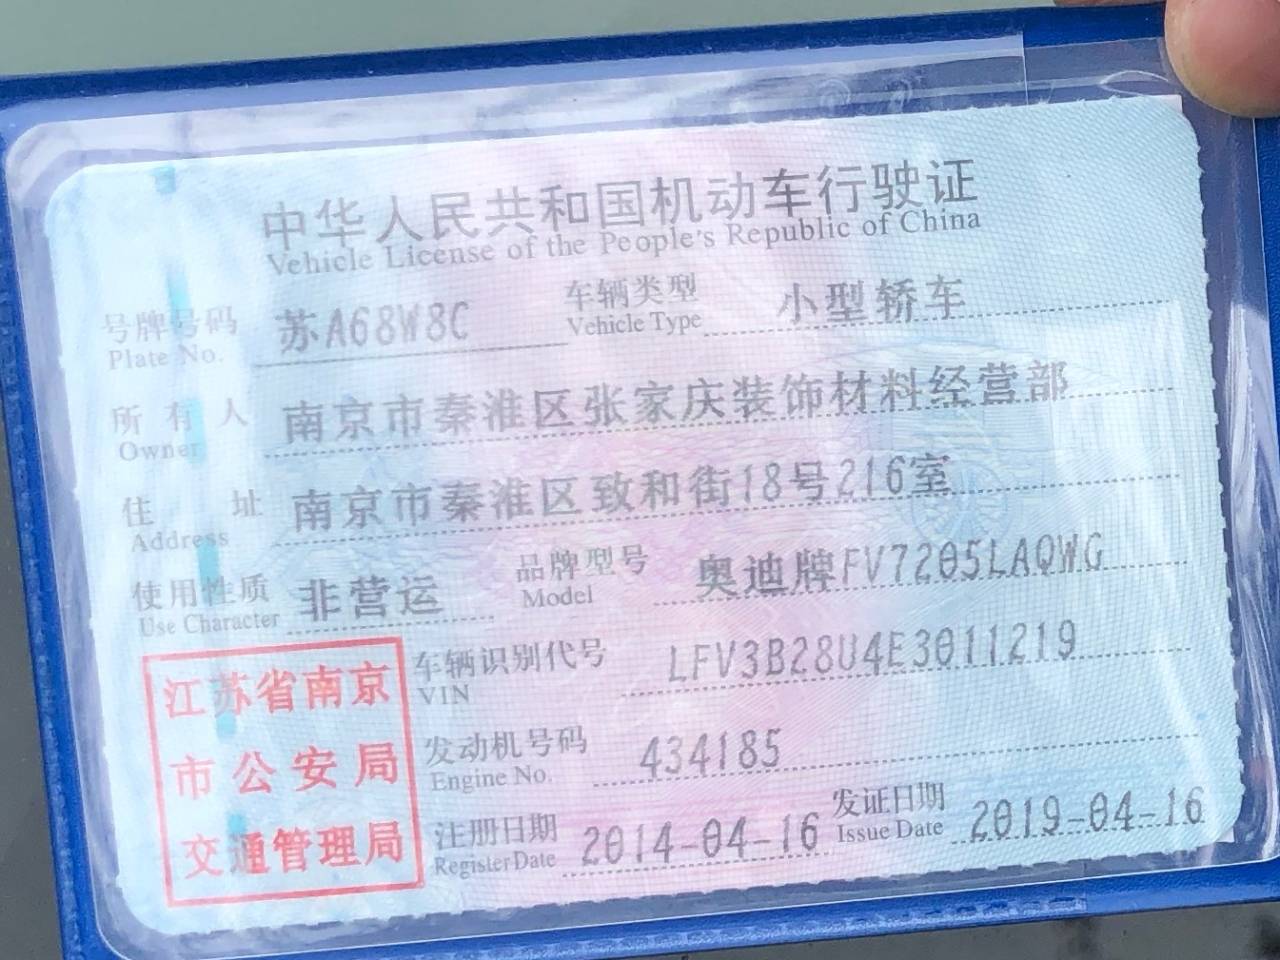 中华人民共和国机动车行驶证
Vehicle License of the People's Republic of China
号牌号码 苏A68W8C 车辆类型 小型轿车
Plate No. Vehicle Type
所有人 南京市秦淮区张家庆装饰材料经营部
Owner
住址 南京市秦淮区致和街18号216室
Address
使用性质 非营运 品牌型号 奥迪牌FV7205LAQWG
Use Character Model
江苏省南京
市公安局
交通管理局
车辆识别代号 LFV3B28U4E3011219
VIN
发动机号码 434185
Engine No.
注册日期 2014-04-16 发证日期 2019-04-16
Register Date Issue Date